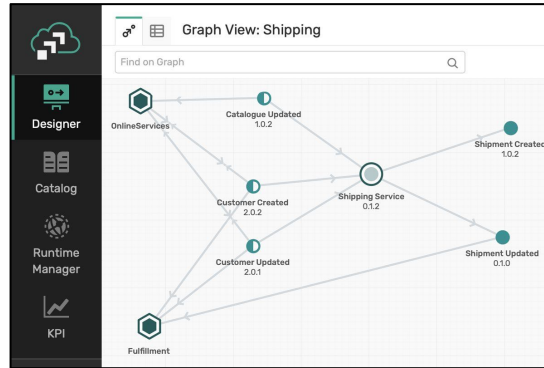 Graph View: Shipping
Find on Graph
Designer
Catalog
Runtime
Manager
KPI
OnlineServices
Catalogue Updated
1.0.2
Shipment Created
1.0.2
Customer Created
2.0.2
Shipping Service
0.1.2
Customer Updated
2.0.1
Shipment Updated
0.1.0
Fulfillment